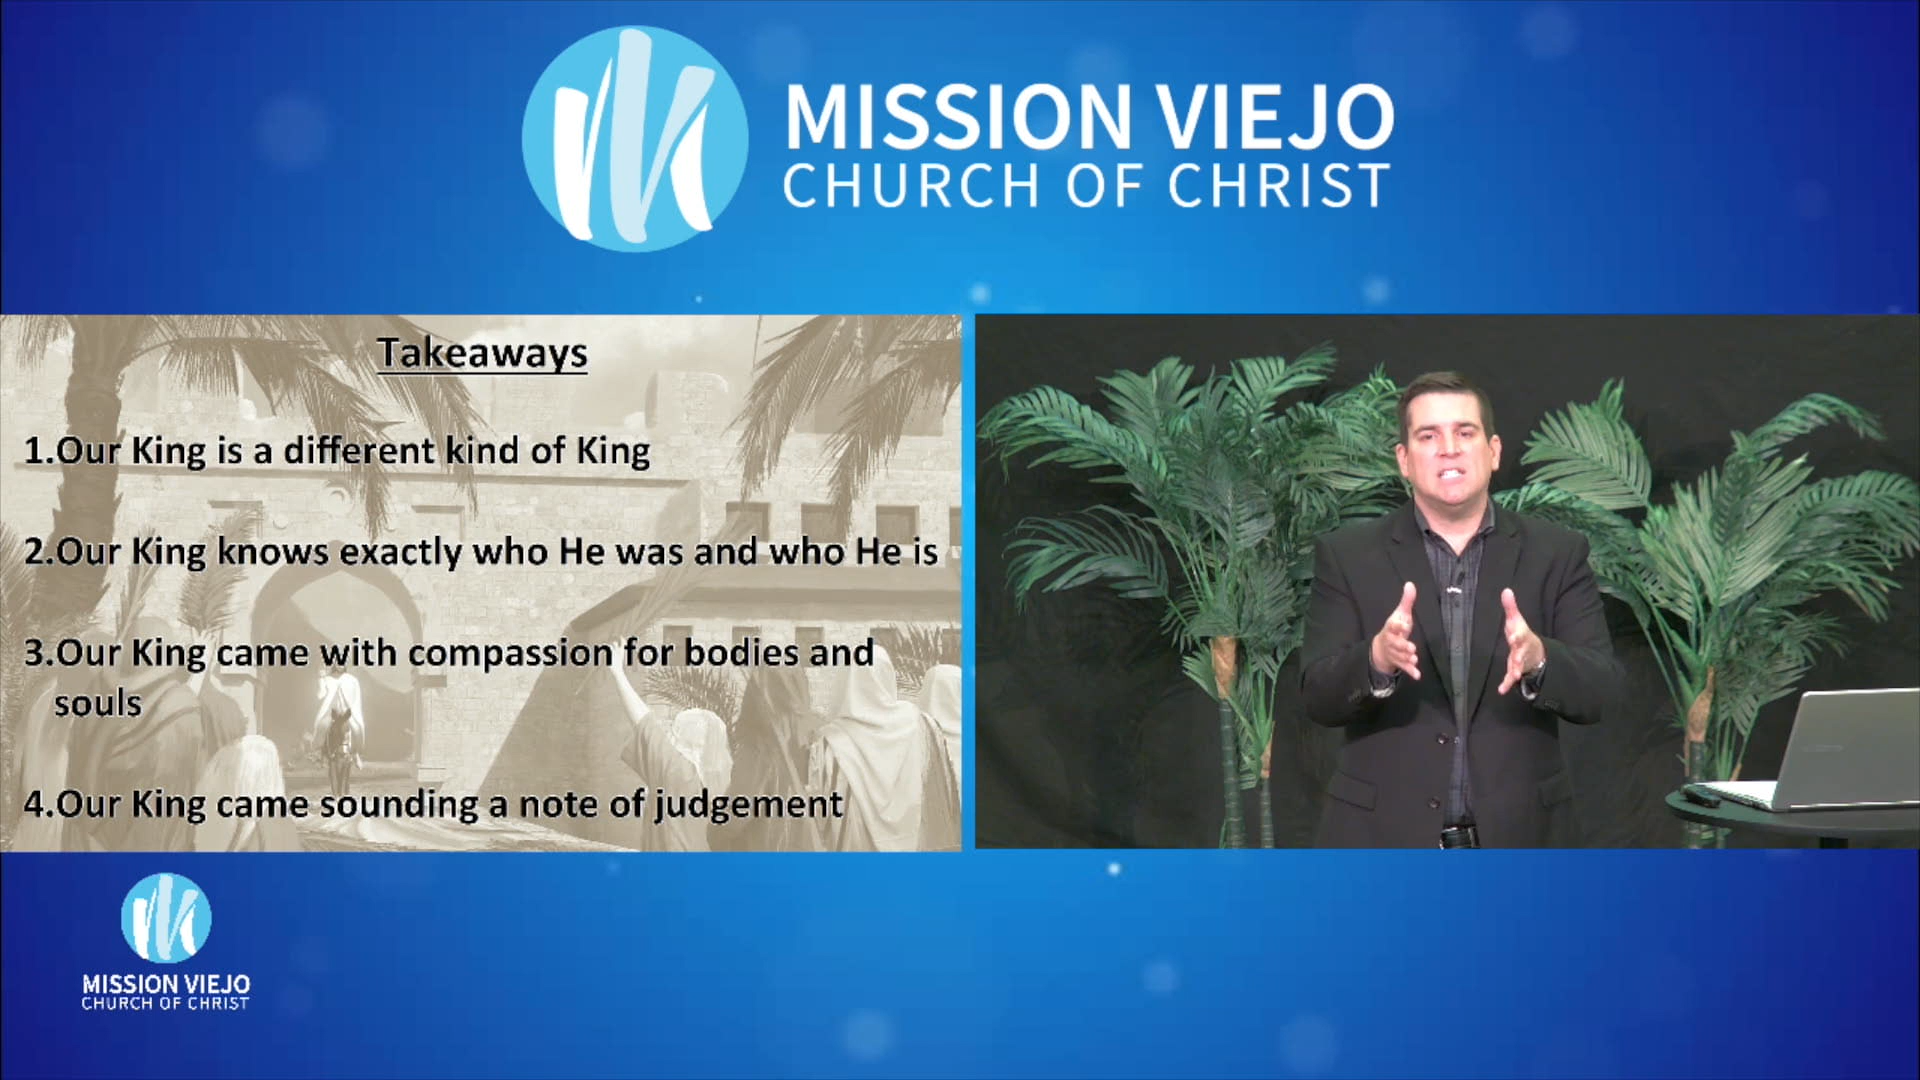 MISSION VIEJO
CHURCH OF CHRIST
Takeaways
1.Our King is a different kind of King
2.Our King knows exactly who He was and who He is
3.Our King came with compassion for bodies and
souls
4.Our King came sounding a note of judgement
MISSION VIEJO
CHURCH OF CHRIST